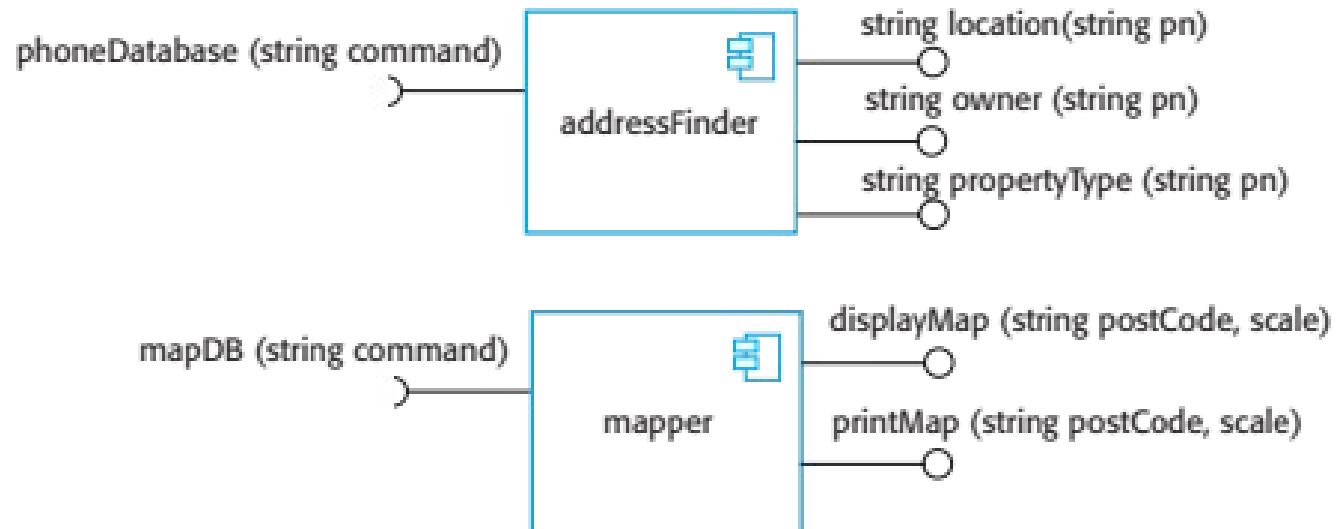 string location(string pn)
phoneDatabase (string command)
string owner (string pn)
addressFinder
string propertyType (string pn)
displayMap (string postCode, scale)
mapDB (string command)
mapper
printMap (string postCode, scale)